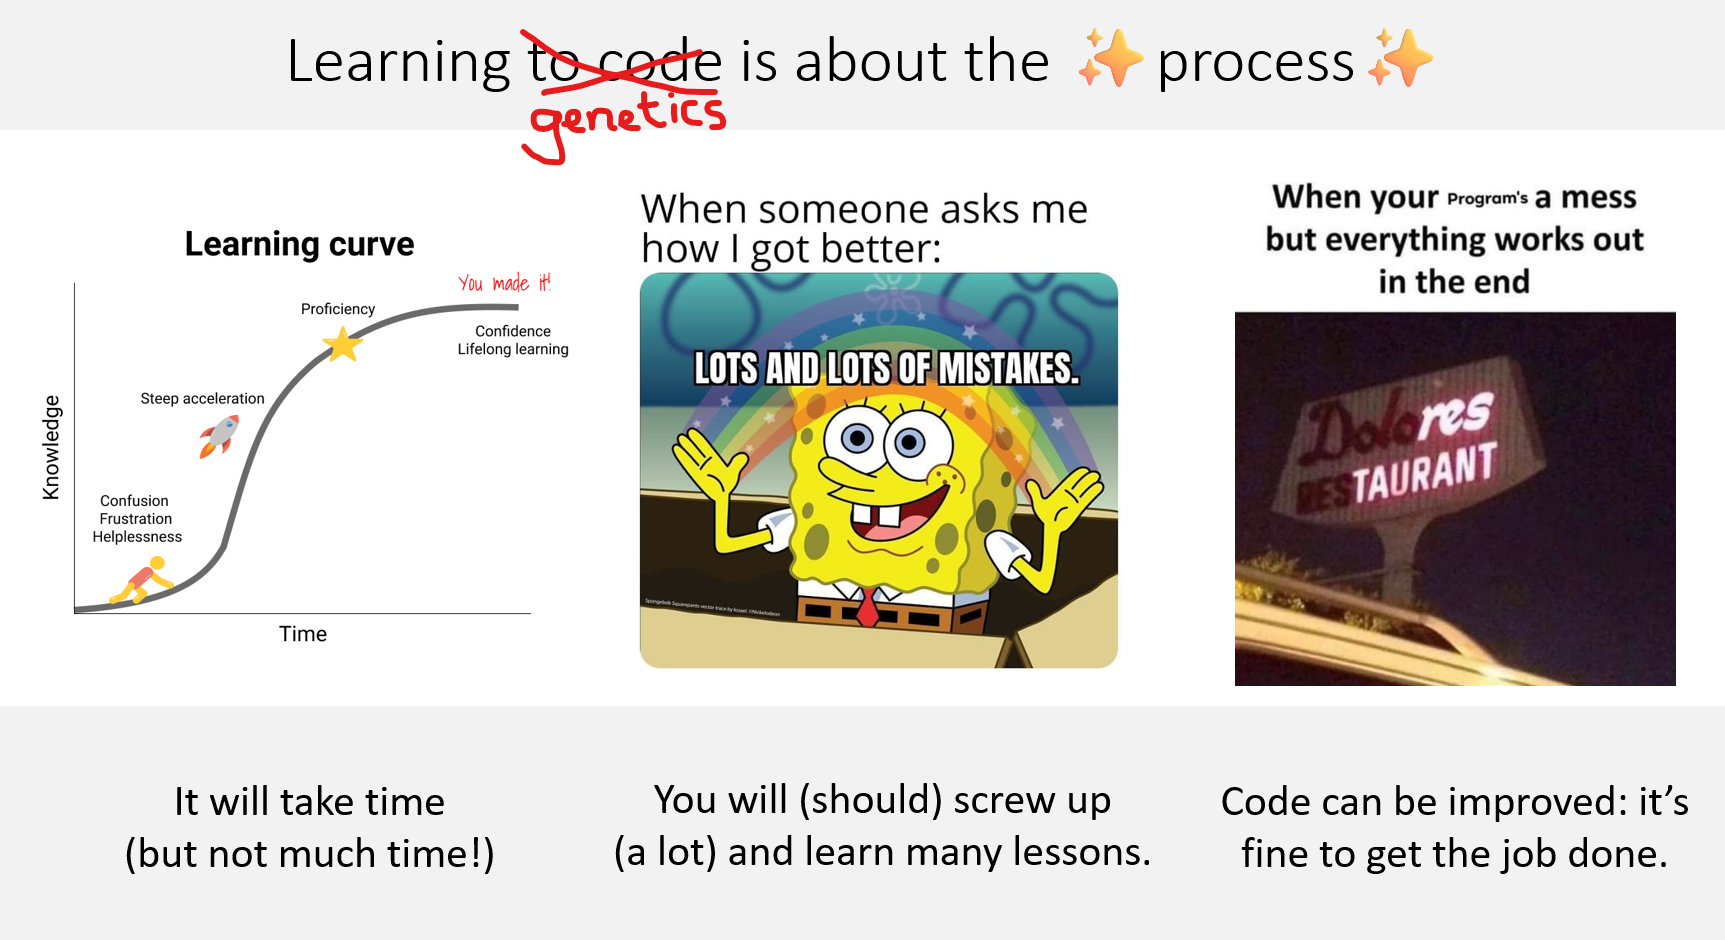 Learning to code is about the ✨ process ✨
genetics
Learning curve
You made it!
Proficiency
Confidence
Lifelong learning
Steep acceleration
Confusion
Frustration
Helplessness
Knowledge
Time
When someone asks me
how I got better:
LOTS AND LOTS OF MISTAKES.
Spongebob Squarepants vector trace by kssael. ©Nickelodeon
When your Program's a mess
but everything works out
in the end
Dolores
RESTAURANT
It will take time
(but not much time!)
You will (should) screw up
(a lot) and learn many lessons.
Code can be improved: it's
fine to get the job done.